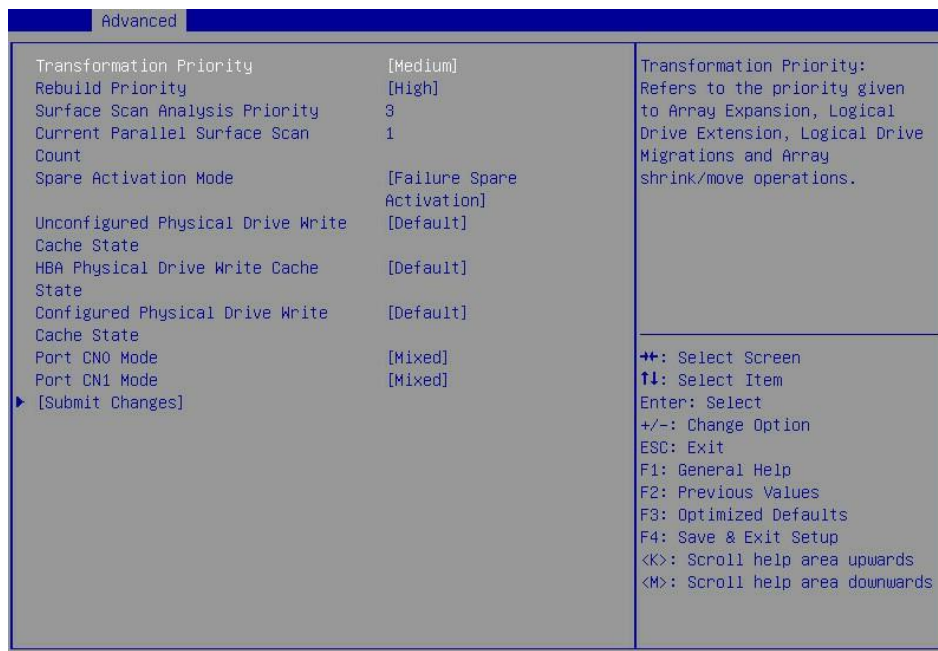 Advanced
Transformation Priority [Medium]
Rebuild Priority [High]
Surface Scan Analysis Priority 3
Current Parallel Surface Scan 1
Count
Spare Activation Mode [Failure Spare
Activation]
Unconfigured Physical Drive Write [Default]
Cache State
HBA Physical Drive Write Cache [Default]
State
Configured Physical Drive Write [Default]
Cache State
Port CN0 Mode [Mixed]
Port CN1 Mode [Mixed]
[Submit Changes]
Transformation Priority:
Refers to the priority given
to Array Expansion, Logical
Drive Extension, Logical Drive
Migrations and Array
shrink/move operations.
→←: Select Screen
↑↓: Select Item
Enter: Select
+/-: Change Option
ESC: Exit
F1: General Help
F2: Previous Values
F3: Optimized Defaults
F4: Save & Exit Setup
<K>: Scroll help area upwards
<M>: Scroll help area downwards